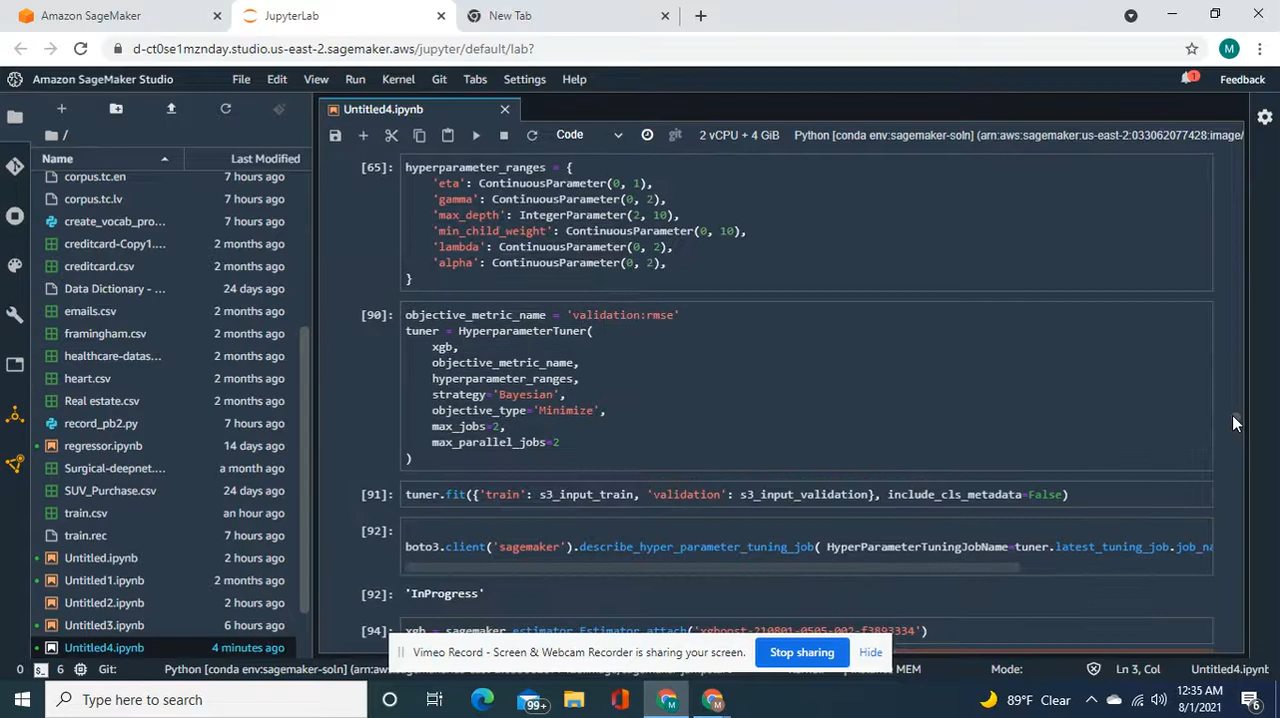 Amazon SageMaker
JupyterLab
New Tab
d-ct0se1mznday.studio.us-east-2.sagemaker.aws/jupyter/default/lab?
M
Amazon SageMaker Studio
File Edit View Run Kernel Git Tabs Settings Help
1
Feedback
Untitled4.ipynb
Code
git
2 vCPU + 4 GiB
Python [conda env:sagemaker-soln] (arn:aws:sagemaker:us-east-2:033062077428:image/
/
Name Last Modified
corpus.tc.en 7 hours ago
corpus.tc.lv 7 hours ago
create_vocab_pro... 7 hours ago
creditcard-Copy1.... 2 months ago
creditcard.csv 2 months ago
Data Dictionary - ... 24 days ago
emails.csv 2 months ago
framingham.csv 2 months ago
healthcare-datas... 2 months ago
heart.csv 2 months ago
Real estate.csv 2 months ago
record_pb2.py 7 hours ago
regressor.ipynb 14 days ago
Surgical-deepnet.... a month ago
SUV_Purchase.csv 24 days ago
train.csv an hour ago
train.rec 7 hours ago
Untitled.ipynb 2 hours ago
Untitled1.ipynb 2 months ago
Untitled2.ipynb 2 hours ago
Untitled3.ipynb 6 hours ago
Untitled4.ipynb 4 minutes ago
[65]: hyperparameter_ranges = {
'eta': ContinuousParameter(0, 1),
'gamma': ContinuousParameter(0, 2),
'max_depth': IntegerParameter(2, 10),
'min_child_weight': ContinuousParameter(0, 10),
'lambda': ContinuousParameter(0, 2),
'alpha': ContinuousParameter(0, 2),
}
[90]: objective_metric_name = 'validation:rmse'
tuner = HyperparameterTuner(
xgb,
objective_metric_name,
hyperparameter_ranges,
strategy='Bayesian',
objective_type='Minimize',
max_jobs=2,
max_parallel_jobs=2
)
[91]: tuner.fit({'train': s3_input_train, 'validation': s3_input_validation}, include_cls_metadata=False)
[92]:
boto3.client('sagemaker').describe_hyper_parameter_tuning_job( HyperParameterTuningJobName=tuner.latest_tuning_job.job_na
[92]: 'InProgress'
[94]: xgb = sagemaker.estimator.Estimator.attach('xgboost-210801-0505-002-f3893334')
Vimeo Record - Screen & Webcam Recorder is sharing your screen. Stop sharing Hide
0 6 Git: Python [conda env:sagemaker-soln] (arn:aws MEM Mode: Ln 3, Col Untitled4.ipynb
Type here to search
99+
89°F Clear
12:35 AM
8/1/2021
6